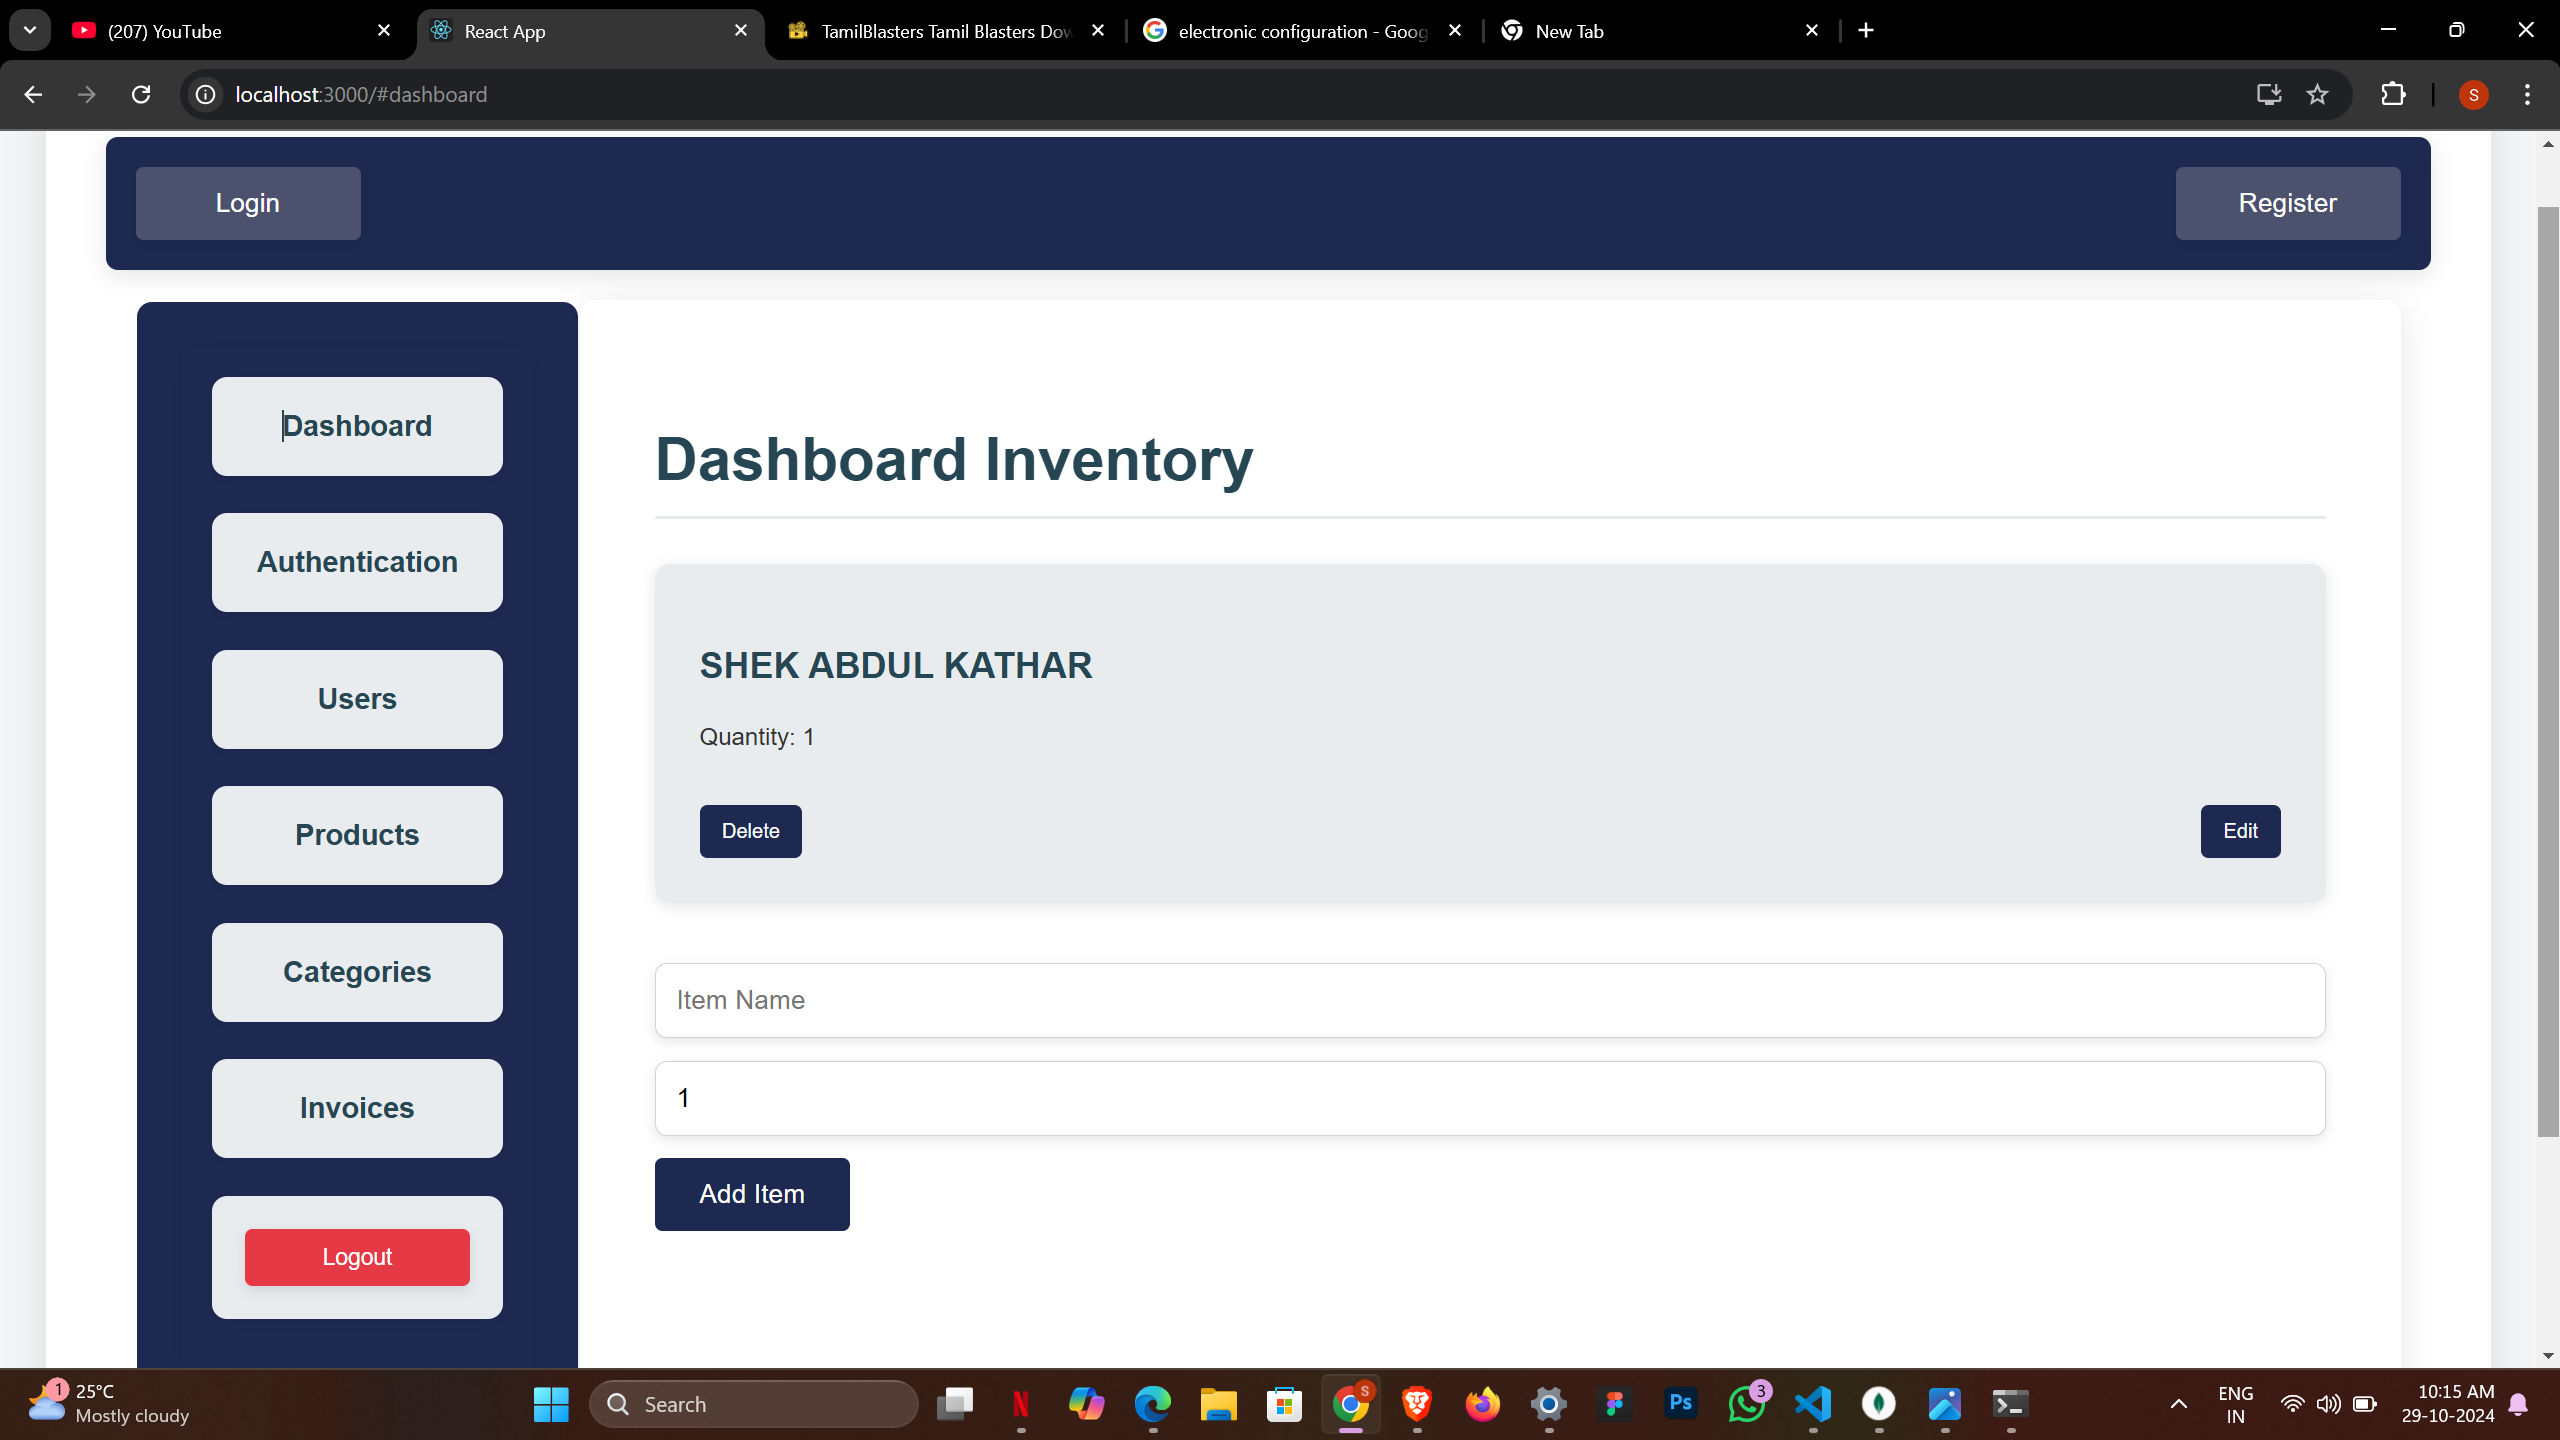 (207) YouTube
React App
TamilBlasters Tamil Blasters Dow
electronic configuration - Goog
New Tab
localhost:3000/#dashboard
S
Login
Register
Dashboard
Authentication
Users
Products
Categories
Invoices
Logout
Dashboard Inventory
SHEK ABDUL KATHAR
Quantity: 1
Delete
Edit
Item Name
1
Add Item
1
25°C
Mostly cloudy
Search
N
S
Ps
3
ENG
IN
10:15 AM
29-10-2024